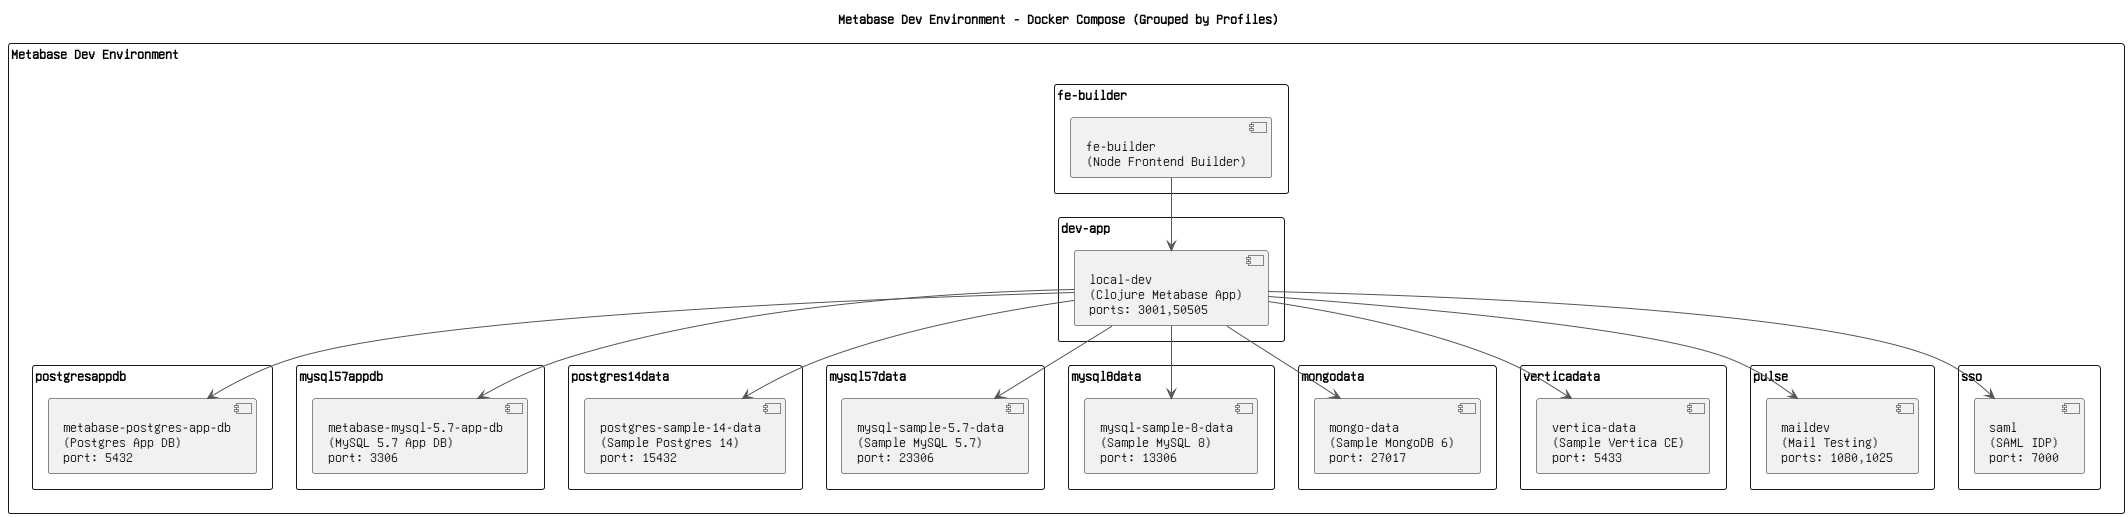 Metabase Dev Environment - Docker Compose (Grouped by Profiles)
Metabase Dev Environment
fe-builder
fe-builder
(Node Frontend Builder)
dev-app
local-dev
(Clojure Metabase App)
ports: 3001,50505
postgresappdb
metabase-postgres-app-db
(Postgres App DB)
port: 5432
mysql57appdb
metabase-mysql-5.7-app-db
(MySQL 5.7 App DB)
port: 3306
postgres14data
postgres-sample-14-data
(Sample Postgres 14)
port: 15432
mysql57data
mysql-sample-5.7-data
(Sample MySQL 5.7)
port: 23306
mysql8data
mysql-sample-8-data
(Sample MySQL 8)
port: 13306
mongodata
mongo-data
(Sample MongoDB 6)
port: 27017
verticadata
vertica-data
(Sample Vertica CE)
port: 5433
pulse
maildev
(Mail Testing)
ports: 1080,1025
sso
saml
(SAML IDP)
port: 7000